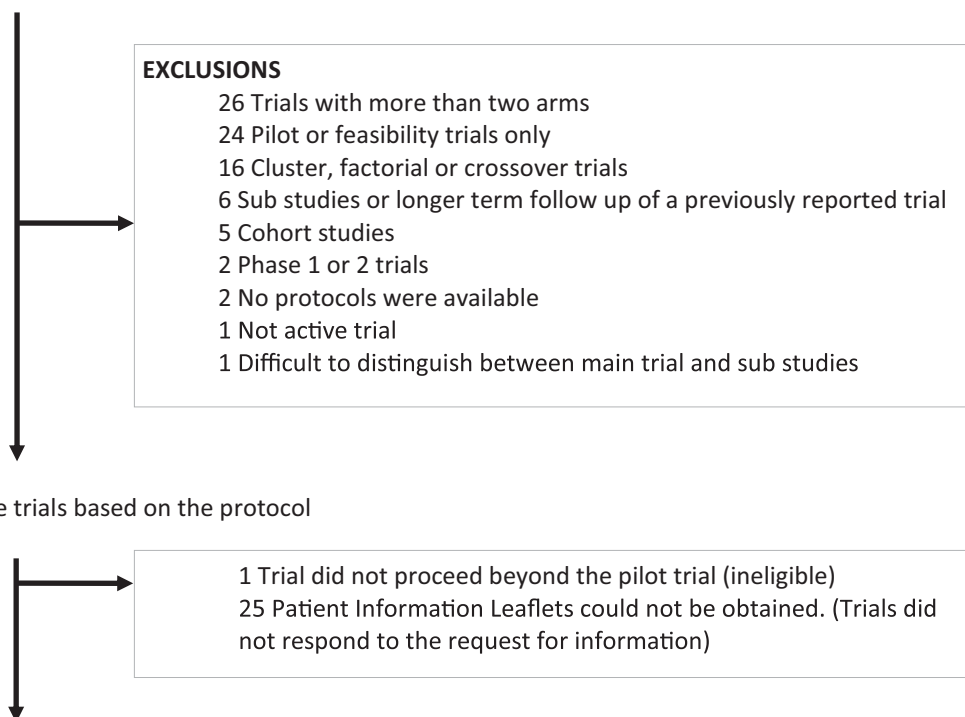 EXCLUSIONS
26 Trials with more than two arms
24 Pilot or feasibility trials only
16 Cluster, factorial or crossover trials
6 Sub studies or longer term follow up of a previously reported trial
5 Cohort studies
2 Phase 1 or 2 trials
2 No protocols were available
1 Not active trial
1 Difficult to distinguish between main trial and sub studies
trials based on the protocol
1 Trial did not proceed beyond the pilot trial (ineligible)
25 Patient Information Leaflets could not be obtained. (Trials did
not respond to the request for information)